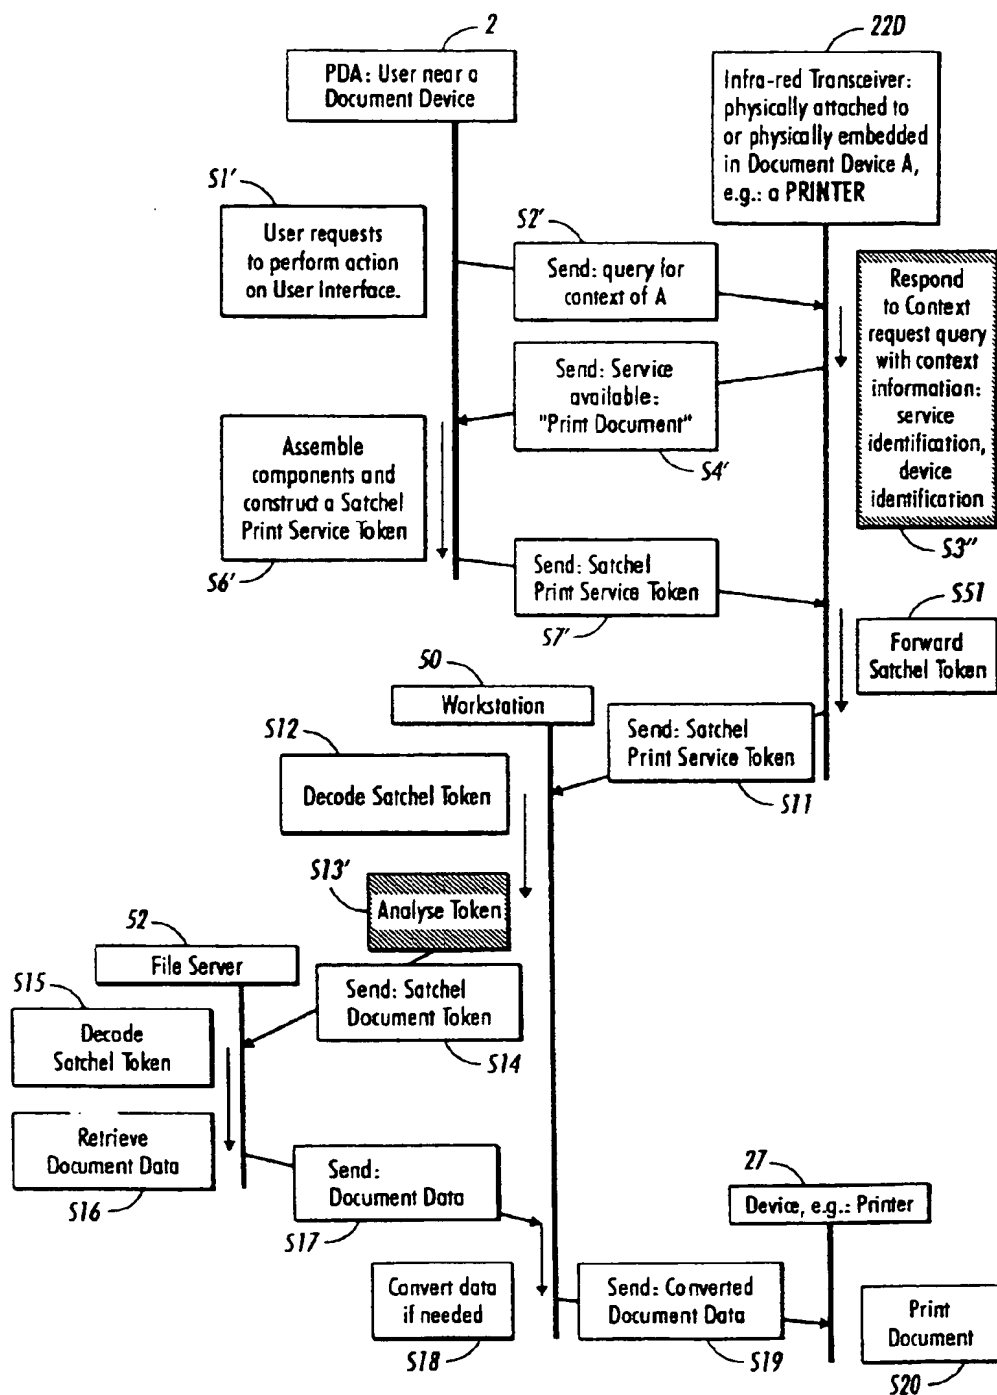 2
22D
PDA: User near a
Document Device
Infra-red Transceiver:
physically attached to
or physically embedded
in Document Device A,
e.g.: a PRINTER
S1'
User requests
to perform action
on User Interface.
S2'
Send: query for
context of A
Respond
to Context
request query
with context
information:
service
identification,
device
identification
S3"
Send: Service
available:
"Print Document"
S4'
Assemble
components and
construct a Satchel
Print Service Token
S6'
Send: Satchel
Print Service Token
S7'
S51
Forward
Satchel Token
50
Workstation
Send: Satchel
Print Service Token
S11
S12
Decode Satchel Token
S13'
Analyse Token
52
File Server
Send: Satchel
Document Token
S14
S15
Decode
Satchel Token
Retrieve
Document Data
S16
Send:
Document Data
S17
27
Device, e.g.: Printer
Convert data
if needed
S18
Send: Converted
Document Data
S19
Print
Document
S20